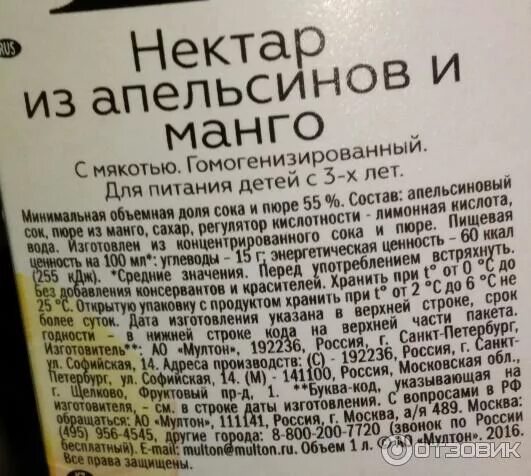 RUS
Нектар
из апельсинов и
манго
С мякотью. Гомогенизированный.
Для питания детей с 3-х лет.
Минимальная объемная доля сока и пюре 55 %. Состав: апельсиновый
сок, пюре из манго, сахар, регулятор кислотности - лимонная кислота,
вода. Изготовлен из концентрированного сока и пюре. Пищевая
ценность на 100 мл*: углеводы - 15 г; энергетическая ценность - 60 ккал
(255 кДж). *Средние значения. Перед употреблением встряхнуть.
Без добавления консервантов и красителей. Хранить при t° от 0 °C до
25 °C. Открытую упаковку с продуктом хранить при t° от 2 °C до 6 °C не
более суток. Дата изготовления указана в верхней строке, срок
годности - в нижней строке кода на верхней части пакета.
Изготовитель**: АО «Мултон», 192236, Россия, г. Санкт-Петербург,
ул. Софийская, 14. Адреса производства: (С) - 192236, Россия, г. Санкт-
Петербург, ул. Софийская, 14. (М) - 141100, Россия, Московская обл.,
г. Щелково, Фруктовый пр-д, 1. **Буква-код, указывающая на
изготовителя, - см. в строке даты изготовления. С вопросами в РФ
обращаться: АО «Мултон», 111141, Россия, г. Москва, а/я 489. Москва:
(495) 956-4545, другие города: 8-800-200-7720 (звонок по России
бесплатный). E-mail: multon@multon.ru. Объем 1 л. © АО «Мултон». 2016.
Все права защищены.
ОТЗОВИК